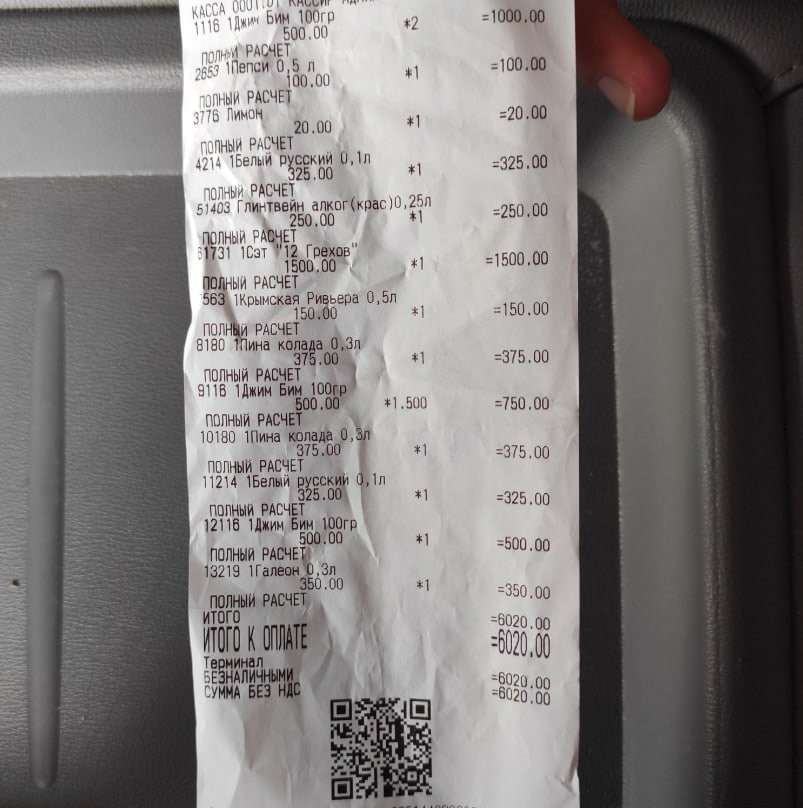 КАССА 0001.01 КАССИР
1116 1Джим Бим 100гр
500.00 *2 =1000.00
ПОЛНЫЙ РАСЧЕТ
2653 1Пепси 0,5 л
100.00 *1 =100.00
ПОЛНЫЙ РАСЧЕТ
3776 Лимон
20.00 *1 =20.00
ПОЛНЫЙ РАСЧЕТ
4214 1Белый русский 0,1л
325.00 *1 =325.00
ПОЛНЫЙ РАСЧЕТ
51403 Глинтвейн алког(крас)0,25л
250.00 *1 =250.00
ПОЛНЫЙ РАСЧЕТ
61731 1Сэт "12 Грехов"
1500.00 *1 =1500.00
ПОЛНЫЙ РАСЧЕТ
563 1Крымская Ривьера 0,5л
150.00 *1 =150.00
ПОЛНЫЙ РАСЧЕТ
8180 1Пина колада 0,3л
375.00 *1 =375.00
ПОЛНЫЙ РАСЧЕТ
9116 1Джим Бим 100гр
500.00 *1.500 =750.00
ПОЛНЫЙ РАСЧЕТ
10180 1Пина колада 0,3л
375.00 *1 =375.00
ПОЛНЫЙ РАСЧЕТ
11214 1Белый русский 0,1л
325.00 *1 =325.00
ПОЛНЫЙ РАСЧЕТ
12116 1Джим Бим 100гр
500.00 *1 =500.00
ПОЛНЫЙ РАСЧЕТ
13219 1Галеон 0,3л
350.00 *1 =350.00
ПОЛНЫЙ РАСЧЕТ
ИТОГО =6020.00
ИТОГО К ОПЛАТЕ =6020.00
Терминал
БЕЗНАЛИЧНЫМИ =6020.00
СУММА БЕЗ НДС =6020.00